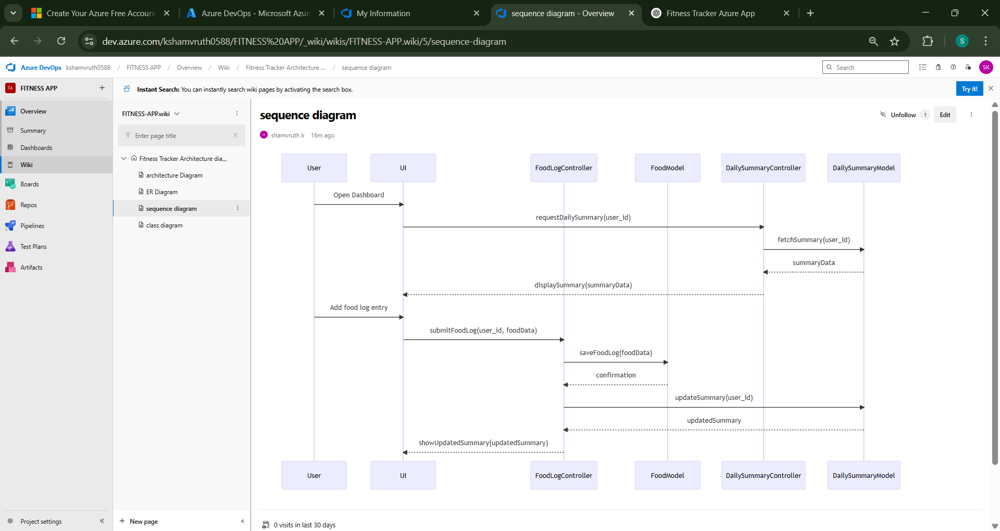 Create Your Azure Free Account
Azure DevOps - Microsoft Azur
My Information
sequence diagram - Overview
Fitness Tracker Azure App
dev.azure.com/kshamvruth0588/FITNESS%20APP/_wiki/wikis/FITNESS-APP.wiki/5/sequence-diagram
S
Azure DevOps kshamvruth0588 / FITNESS APP / Overview / Wiki / Fitness Tracker Architecture ... / sequence diagram
Search
SK
FA FITNESS APP
Instant Search: You can instantly search wiki pages by activating the search box.
Try it!
Overview
Summary
Dashboards
Wiki
Boards
Repos
Pipelines
Test Plans
Artifacts
Project settings
FITNESS-APP.wiki
Enter page title
Fitness Tracker Architecture dia...
architecture Diagram
ER Diagram
sequence diagram
class diagram
New page
sequence diagram
Unfollow 1 Edit
shamvruth k 16m ago
User UI FoodLogController FoodModel DailySummaryController DailySummaryModel
Open Dashboard
requestDailySummary(user_id)
fetchSummary(user_id)
summaryData
displaySummary(summaryData)
Add food log entry
submitFoodLog(user_id, foodData)
saveFoodLog(foodData)
confirmation
updateSummary(user_id)
updatedSummary
showUpdatedSummary(updatedSummary)
User UI FoodLogController FoodModel DailySummaryController DailySummaryModel
0 visits in last 30 days